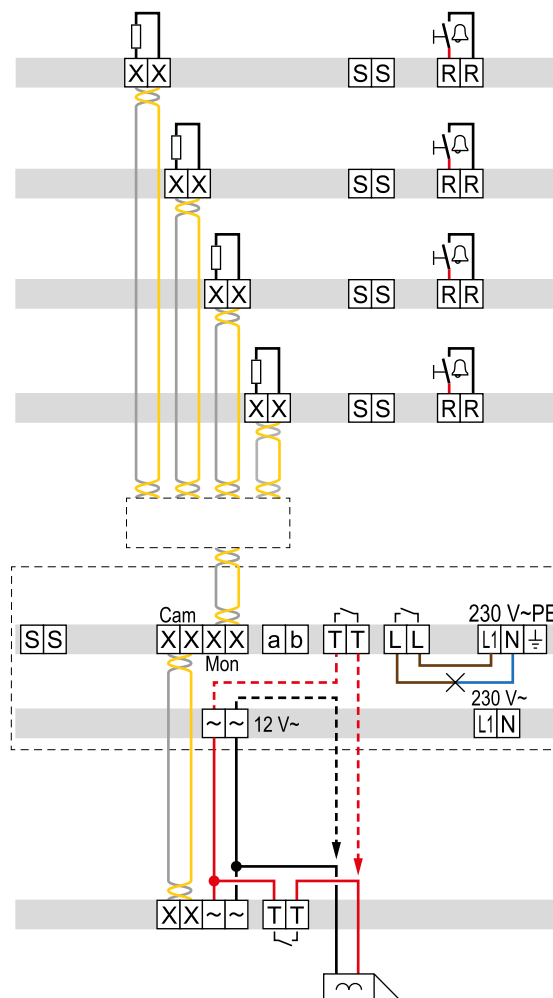 X X S S R R
X X S S R R
X X S S R R
X X S S R R
Cam 230 V~PE
S S X X X X a b T T L L L1 N
Mon
230 V~
~ ~ 12 V~ L1 N
X X ~ ~ T T